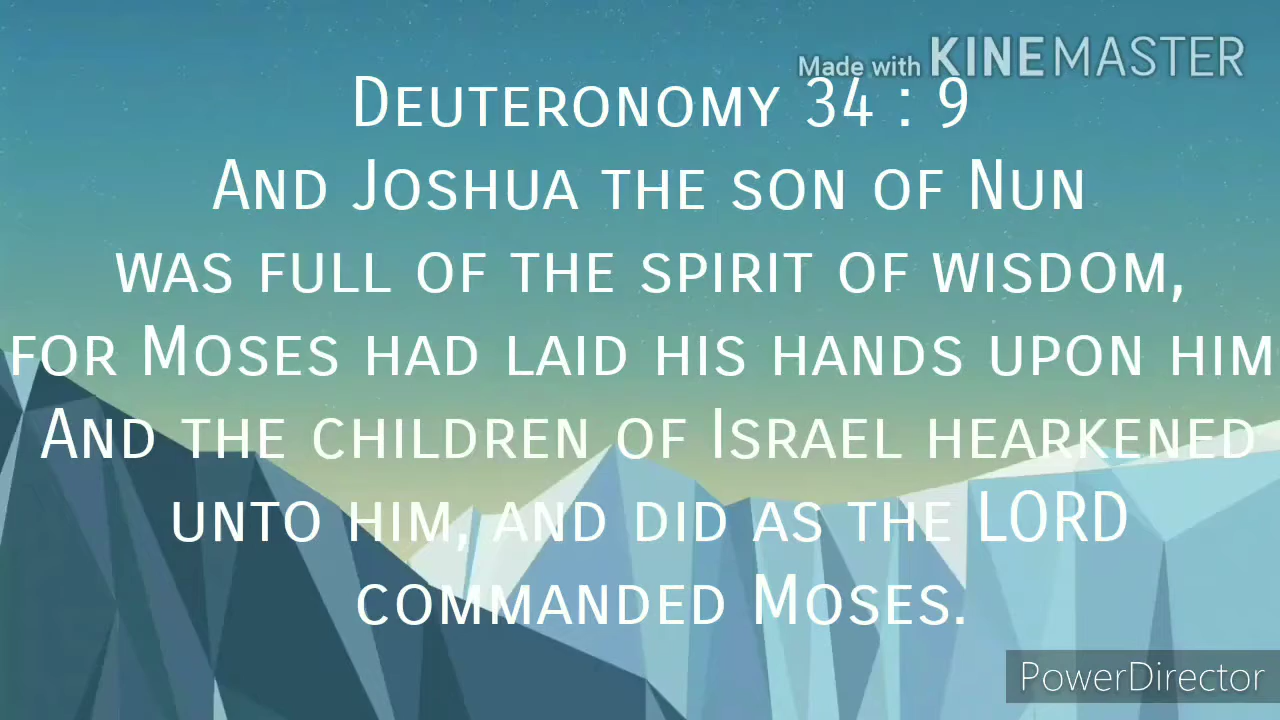 Made with KINEMASTER
Deuteronomy 34 : 9
And Joshua the son of Nun
was full of the spirit of wisdom,
for Moses had laid his hands upon him
And the children of Israel hearkened
unto him, and did as the LORD
commanded Moses.
PowerDirector